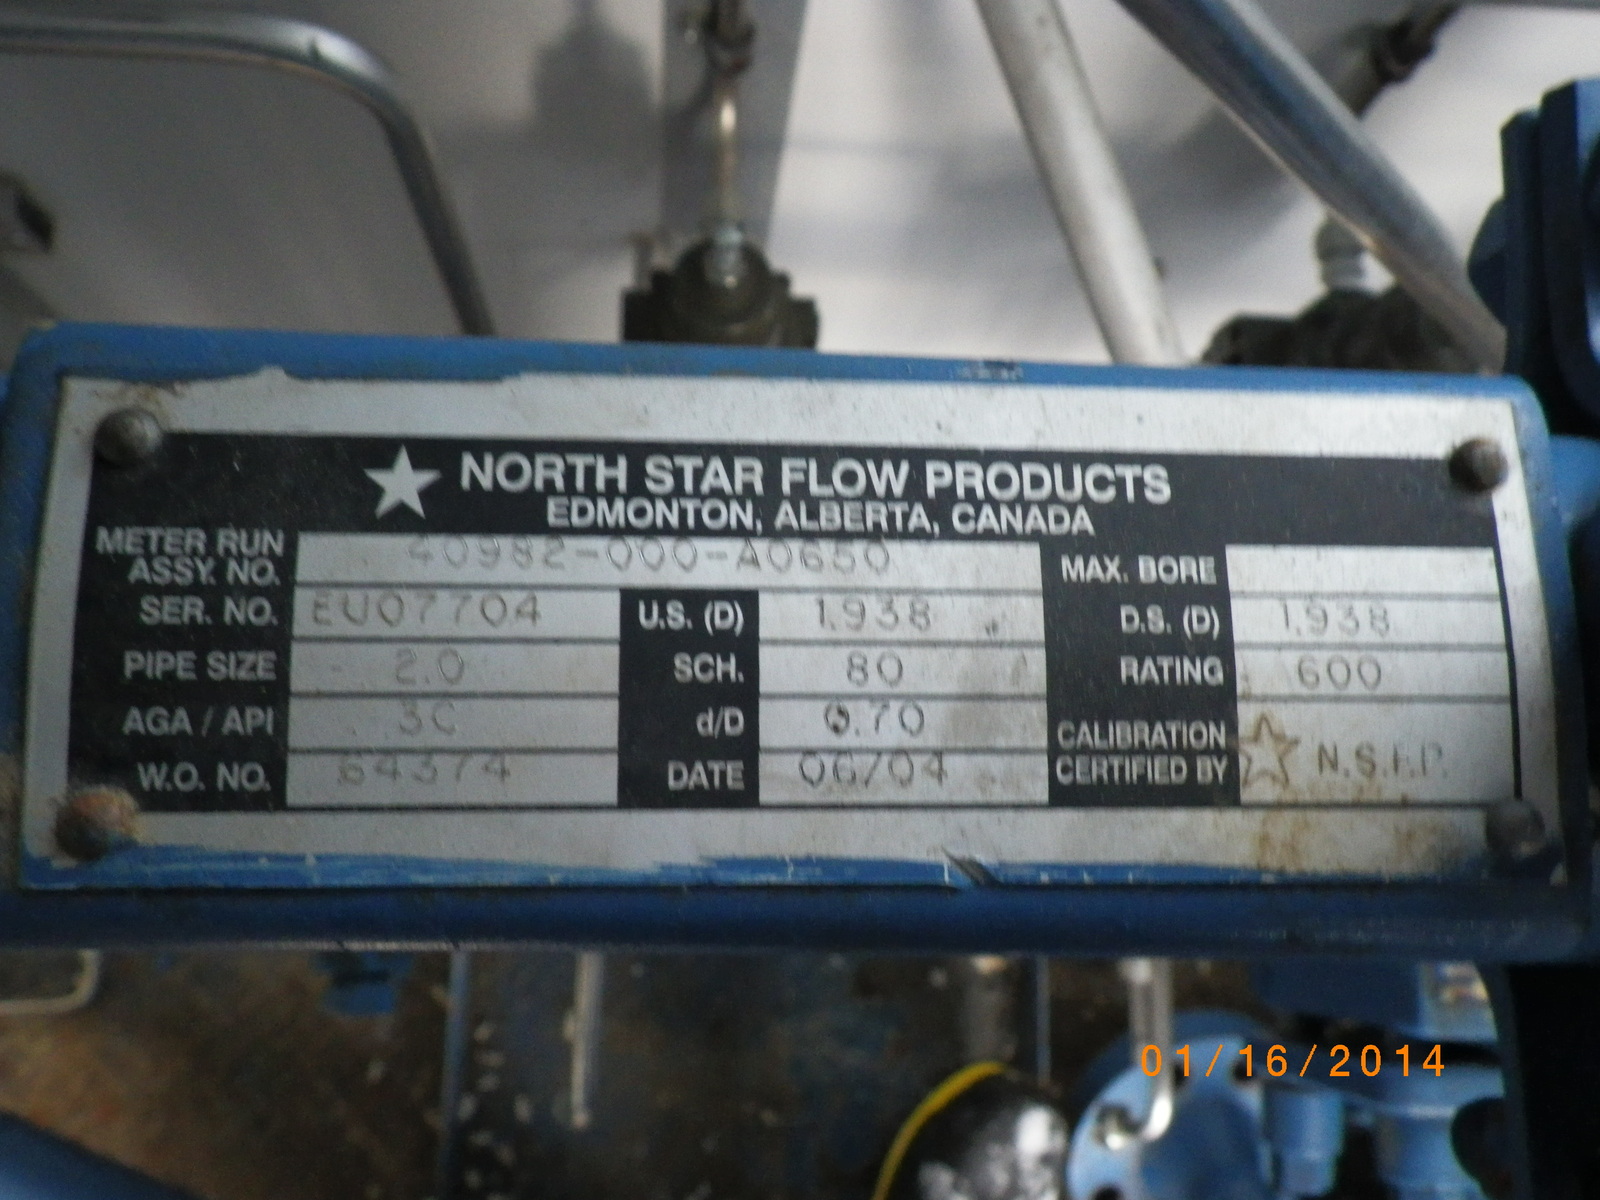 NORTH STAR FLOW PRODUCTS
EDMONTON, ALBERTA, CANADA
METER RUN ASSY. NO. 40982-000-A0650 MAX. BORE
SER. NO. EU07704 U.S. (D) 1.938 D.S. (D) 1.938
PIPE SIZE 2.0 SCH. 80 RATING 600
AGA / API 3C d/D 0.70 CALIBRATION CERTIFIED BY N.S.F.P.
W.O. NO. 64374 DATE 06/04
01/16/2014